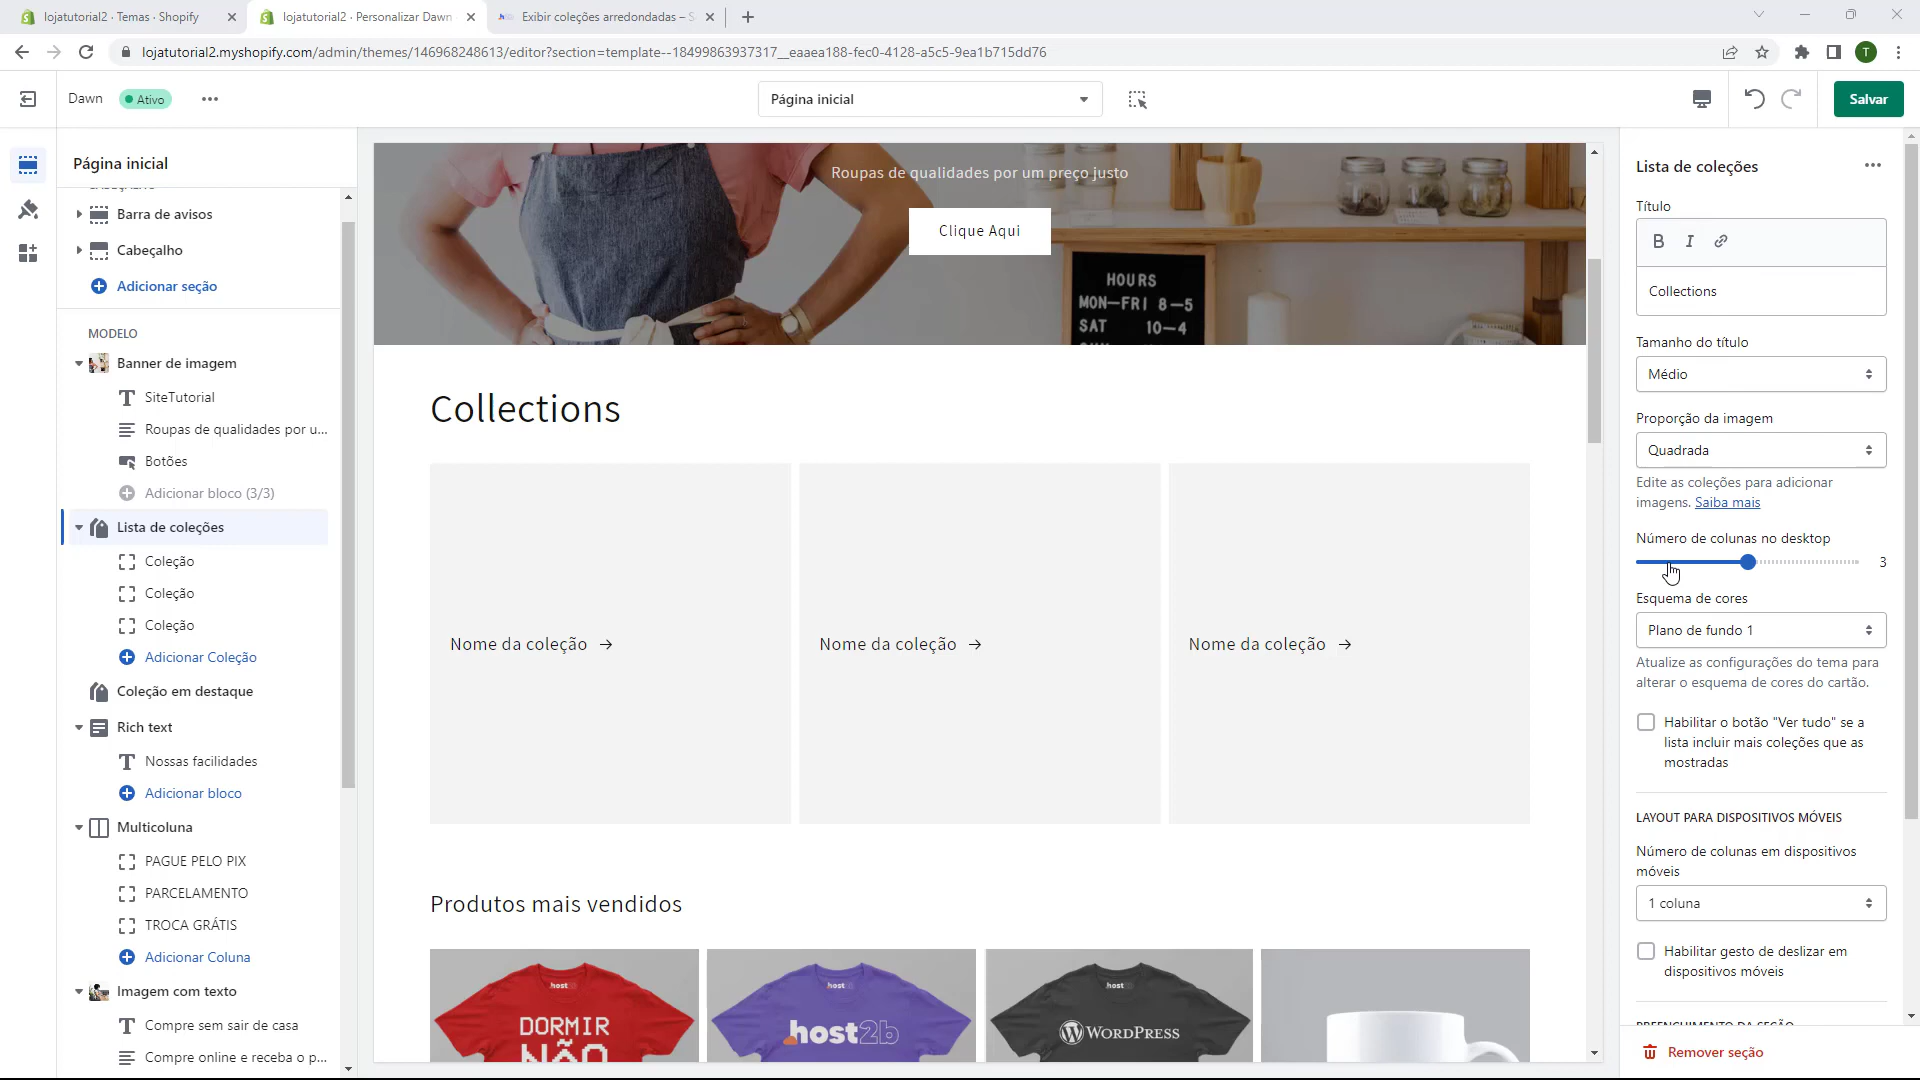 lojatutorial2 · Temas · Shopify
lojatutorial2 · Personalizar Dawn ·
Exibir coleções arredondadas – S
lojatutorial2.myshopify.com/admin/themes/146968248613/editor?section=template--18499863937317__eaaea188-fec0-4128-a5c5-9ea1b715dd76
T
Dawn
Ativo
Página inicial
Salvar
Página inicial
Barra de avisos
Cabeçalho
Adicionar seção
MODELO
Banner de imagem
SiteTutorial
Roupas de qualidades por u...
Botões
Adicionar bloco (3/3)
Lista de coleções
Coleção
Coleção
Coleção
Adicionar Coleção
Coleção em destaque
Rich text
Nossas facilidades
Adicionar bloco
Multicoluna
PAGUE PELO PIX
PARCELAMENTO
TROCA GRÁTIS
Adicionar Coluna
Imagem com texto
Compre sem sair de casa
Compre online e receba o p...
Roupas de qualidades por um preço justo
Clique Aqui
HOURS
MON–FRI 8–5
SAT 10–4
Collections
Nome da coleção →
Nome da coleção →
Nome da coleção →
Produtos mais vendidos
host
DORMIR
NÃO
host
host2b
host
WORDPRESS
Lista de coleções
Título
B I
Collections
Tamanho do título
Médio
Proporção da imagem
Quadrada
Edite as coleções para adicionar
imagens. Saiba mais
Número de colunas no desktop
3
Esquema de cores
Plano de fundo 1
Atualize as configurações do tema para
alterar o esquema de cores do cartão.
Habilitar o botão "Ver tudo" se a
lista incluir mais coleções que as
mostradas
LAYOUT PARA DISPOSITIVOS MÓVEIS
Número de colunas em dispositivos
móveis
1 coluna
Habilitar gesto de deslizar em
dispositivos móveis
PREENCHIMENTO DA SEÇÃO
Remover seção